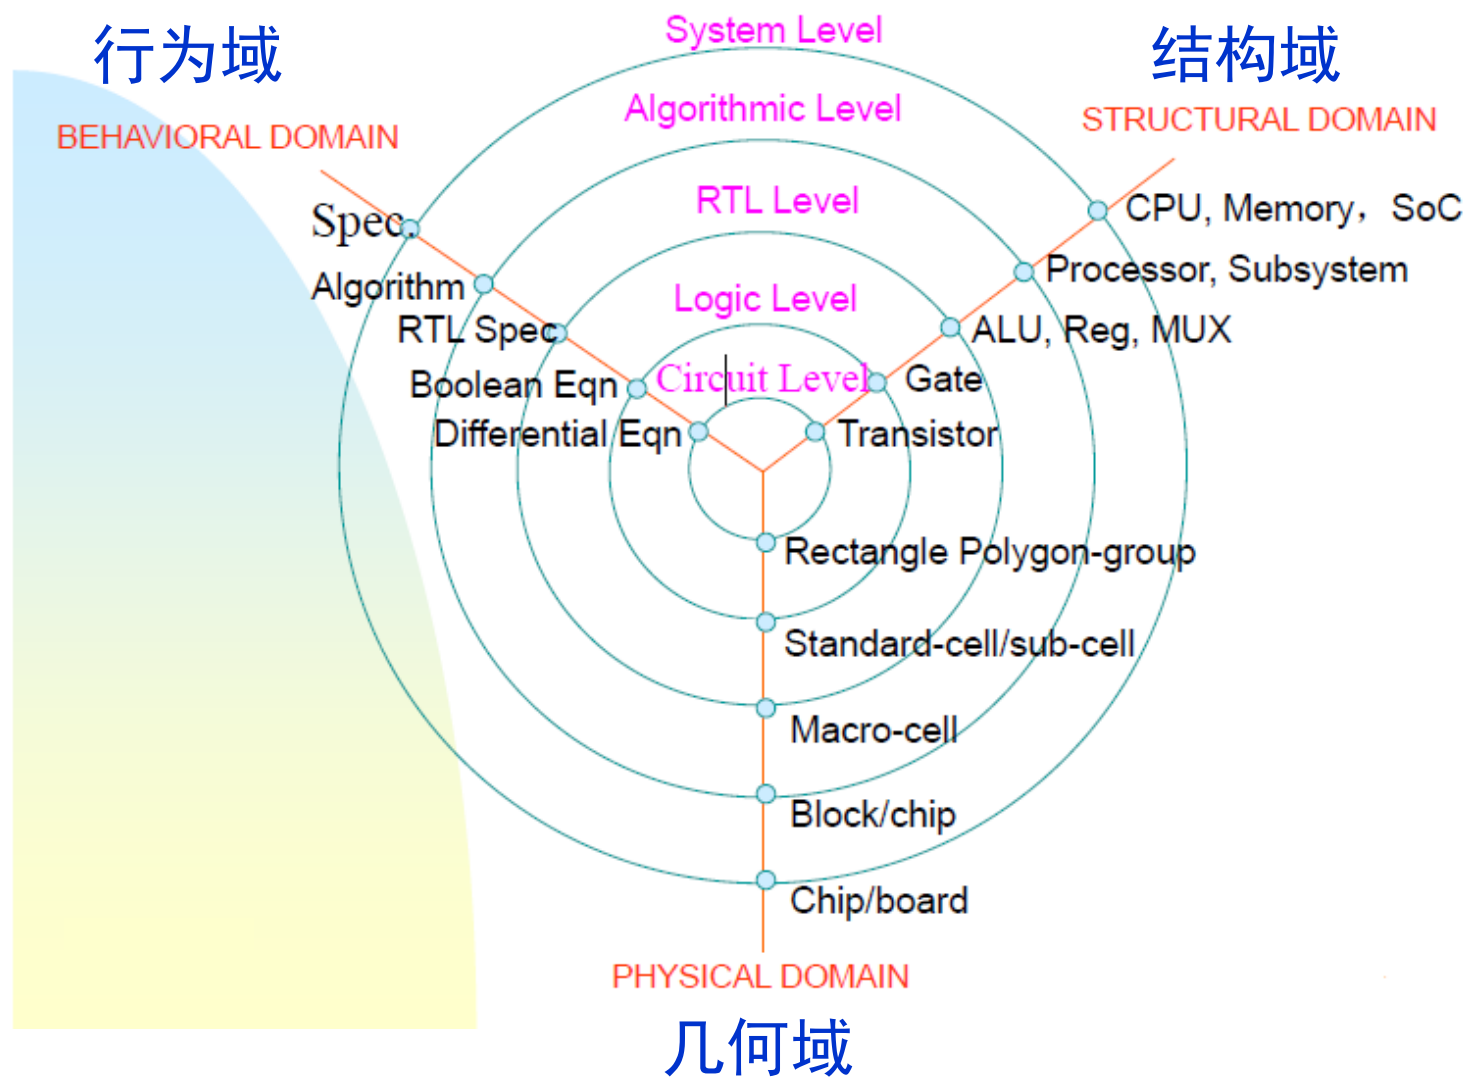 行为域
结构域
System Level
Algorithmic Level
BEHAVIORAL DOMAIN
STRUCTURAL DOMAIN
RTL Level
Spec.
CPU, Memory，SoC
Algorithm
Processor, Subsystem
Logic Level
RTL Spec
ALU, Reg, MUX
Boolean Eqn
Circuit Level
Gate
Differential Eqn
Transistor
Rectangle Polygon-group
Standard-cell/sub-cell
Macro-cell
Block/chip
Chip/board
PHYSICAL DOMAIN
几何域